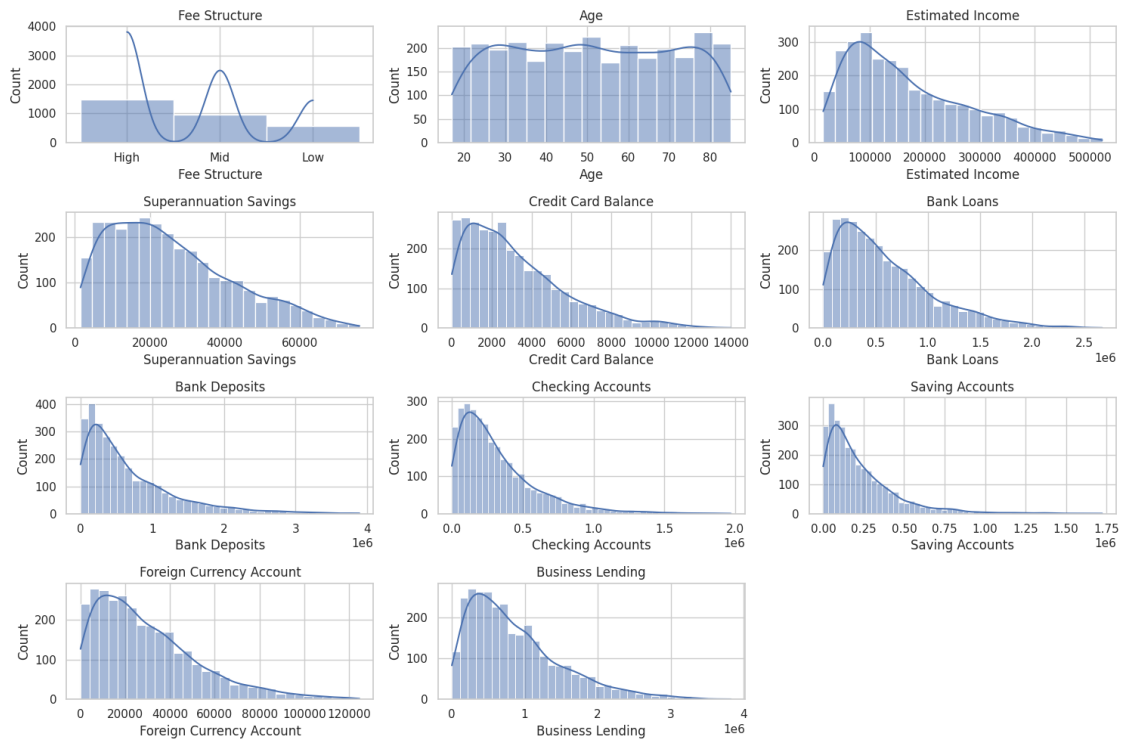 Fee Structure
4000
3000
2000
1000
0
Count
High Mid Low
Fee Structure
Age
200
150
100
50
0
Count
20 30 40 50 60 70 80
Age
Estimated Income
300
200
100
0
Count
0 100000 200000 300000 400000 500000
Estimated Income
Superannuation Savings
200
100
0
Count
0 20000 40000 60000
Superannuation Savings
Credit Card Balance
200
100
0
Count
0 2000 4000 6000 8000 10000 12000 14000
Credit Card Balance
Bank Loans
200
100
0
Count
0.0 0.5 1.0 1.5 2.0 2.5
1e6
Bank Loans
Bank Deposits
400
300
200
100
0
Count
0 1 2 3 4
1e6
Bank Deposits
Checking Accounts
300
200
100
0
Count
0.0 0.5 1.0 1.5 2.0
1e6
Checking Accounts
Saving Accounts
300
200
100
0
Count
0.00 0.25 0.50 0.75 1.00 1.25 1.50 1.75
1e6
Saving Accounts
Foreign Currency Account
200
100
0
Count
0 20000 40000 60000 80000 100000 120000
Foreign Currency Account
Business Lending
200
100
0
Count
0 1 2 3 4
1e6
Business Lending